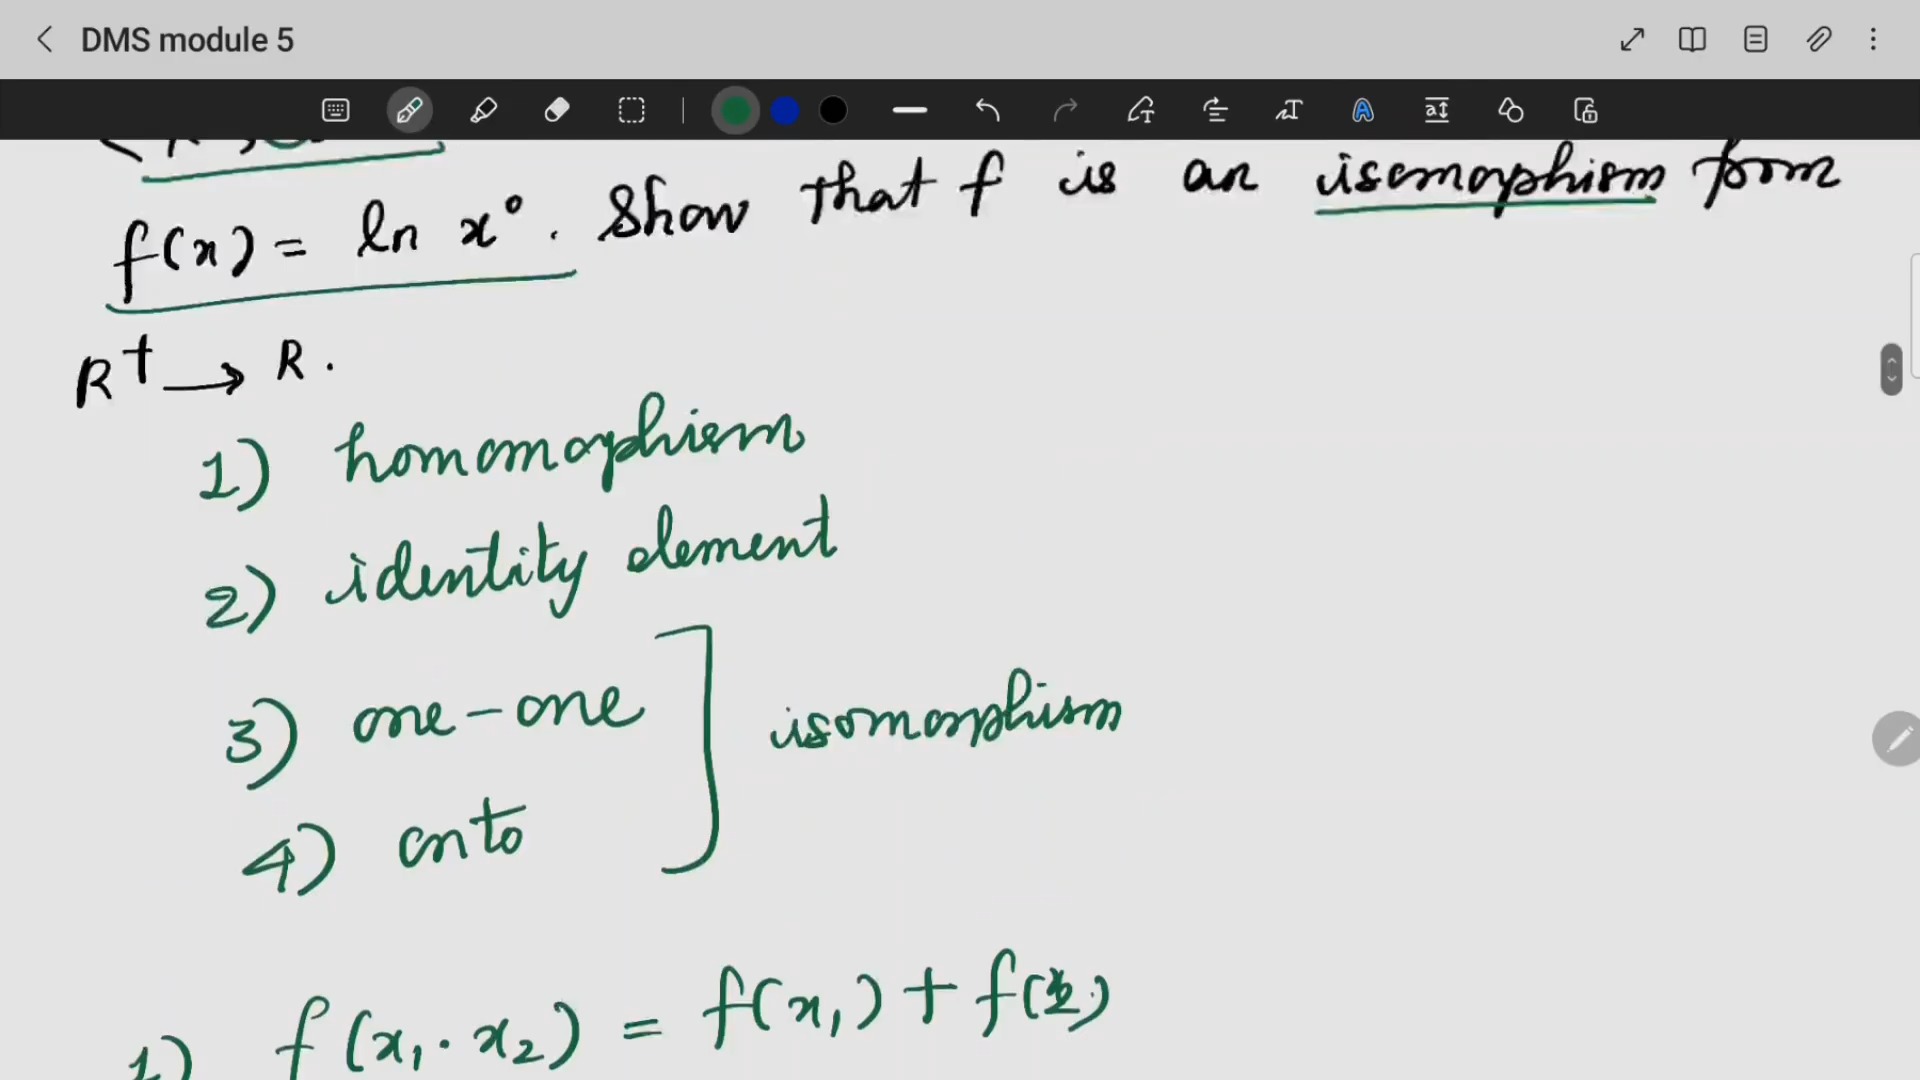 DMS module 5
f(x) = ln x°. Show that f is an isomorphism from
R⁺ → R.
1) homomorphism
2) identity element
3) one-one
isomorphism
4) onto
1) f(x₁·x₂) = f(x₁) + f(x₂)